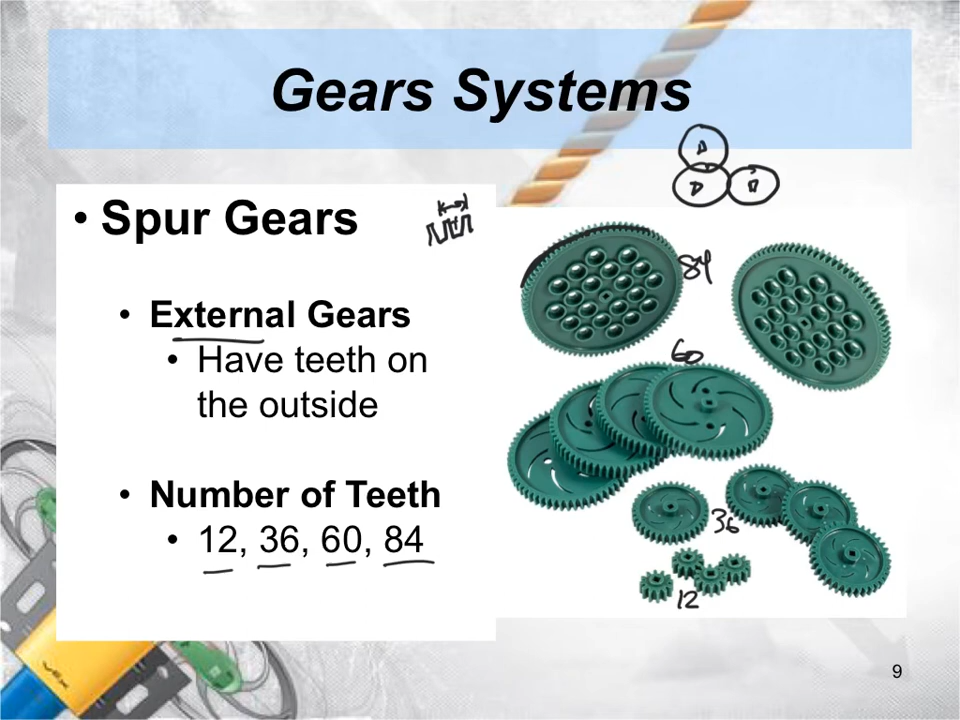 Gears Systems
• Spur Gears
• External Gears
• Have teeth on
the outside
• Number of Teeth
• 12, 36, 60, 84
84
60
36
12
VEX
9